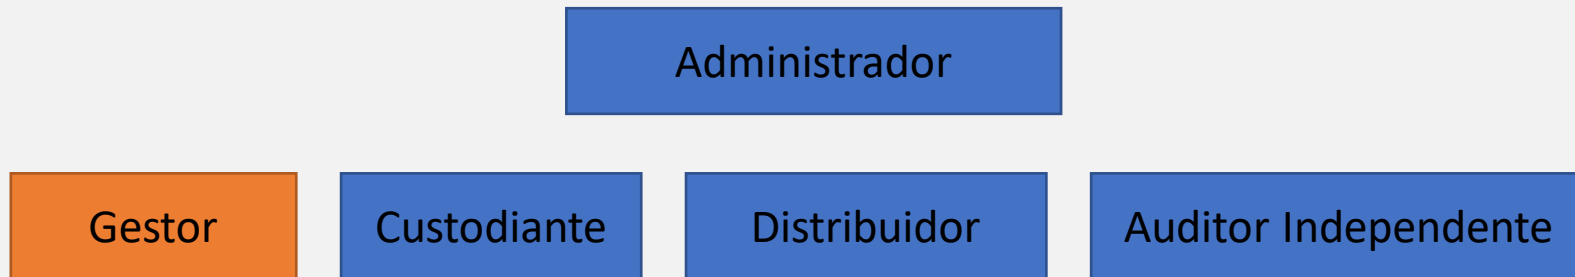 Administrador
Gestor
Custodiante
Distribuidor
Auditor Independente